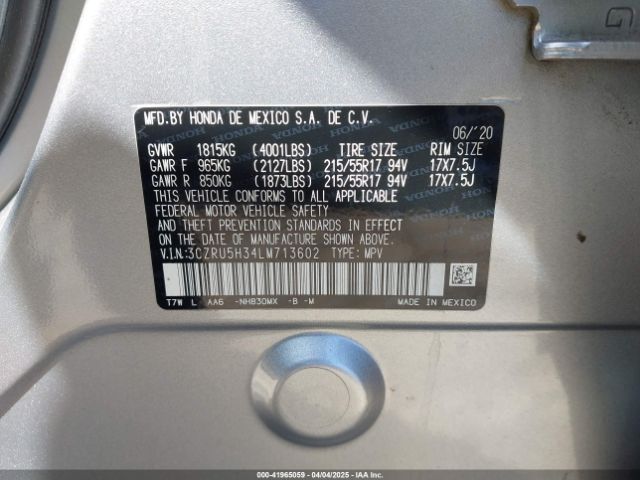 MFD.BY HONDA DE MEXICO S.A. DE C.V.
06/'20
GVWR 1815KG (4001LBS) TIRE SIZE RIM SIZE
GAWR F 965KG (2127LBS) 215/55R17 94V 17X7.5J
GAWR R 850KG (1873LBS) 215/55R17 94V 17X7.5J
THIS VEHICLE CONFORMS TO ALL APPLICABLE
FEDERAL MOTOR VEHICLE SAFETY
AND THEFT PREVENTION STANDARDS IN EFFECT
ON THE DATE OF MANUFACTURE SHOWN ABOVE.
V.I.N:3CZRU5H34LM713602 TYPE: MPV
T7W L AA6 -NH830MX -B -M MADE IN MEXICO
000-41965059 - 04/04/2025 - IAAI.com